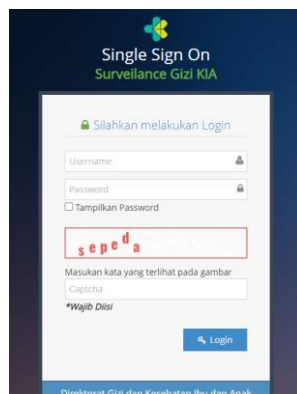 Single Sign On
Surveilance Gizi KIA
Silahkan melakukan Login
Username
Password
Tampilkan Password
sepeda
Masukan kata yang terlihat pada gambar
Captcha
*Wajib Diisi
Login
Direktorat Gizi dan Kesehatan Ibu dan Anak